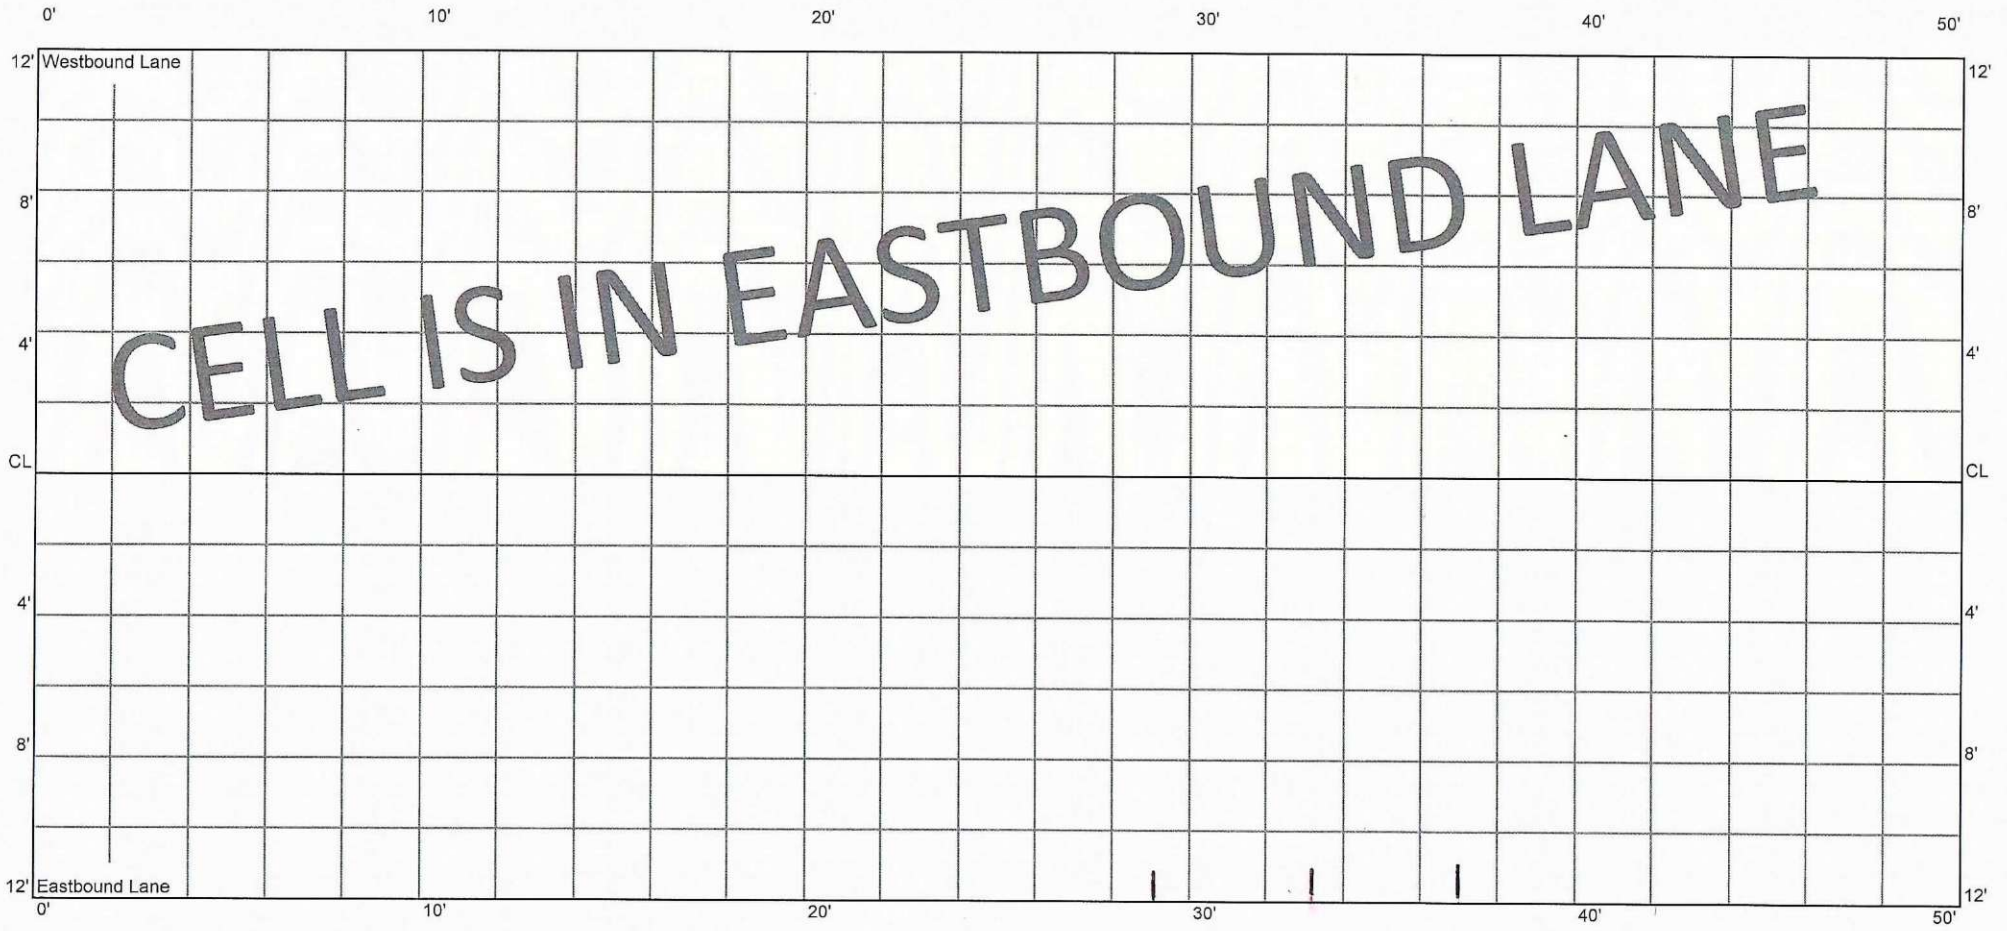 0' 10' 20' 30' 40' 50'
12' Westbound Lane 12'
CELL IS IN EASTBOUND LANE
8' 8'
4' 4'
CL CL
4' 4'
8' 8'
12' Eastbound Lane 12'
0' 10' 20' 30' 40' 50'